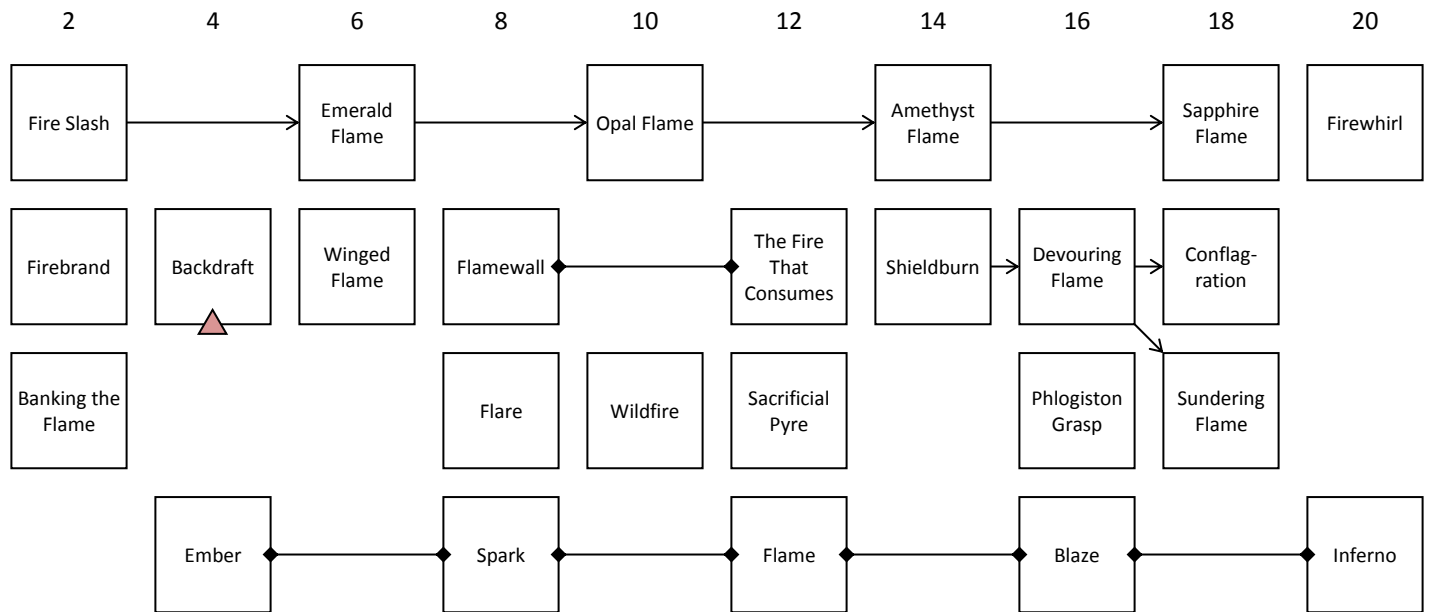 2 4 6 8 10 12 14 16 18 20
Fire Slash
Emerald
Flame
Opal Flame
Amethyst
Flame
Sapphire
Flame
Firewhirl
Firebrand
Backdraft
Winged
Flame
Flamewall
The Fire
That
Consumes
Shieldburn
Devouring
Flame
Conflag-
ration
Banking the
Flame
Flare
Wildfire
Sacrificial
Pyre
Phlogiston
Grasp
Sundering
Flame
Ember
Spark
Flame
Blaze
Inferno